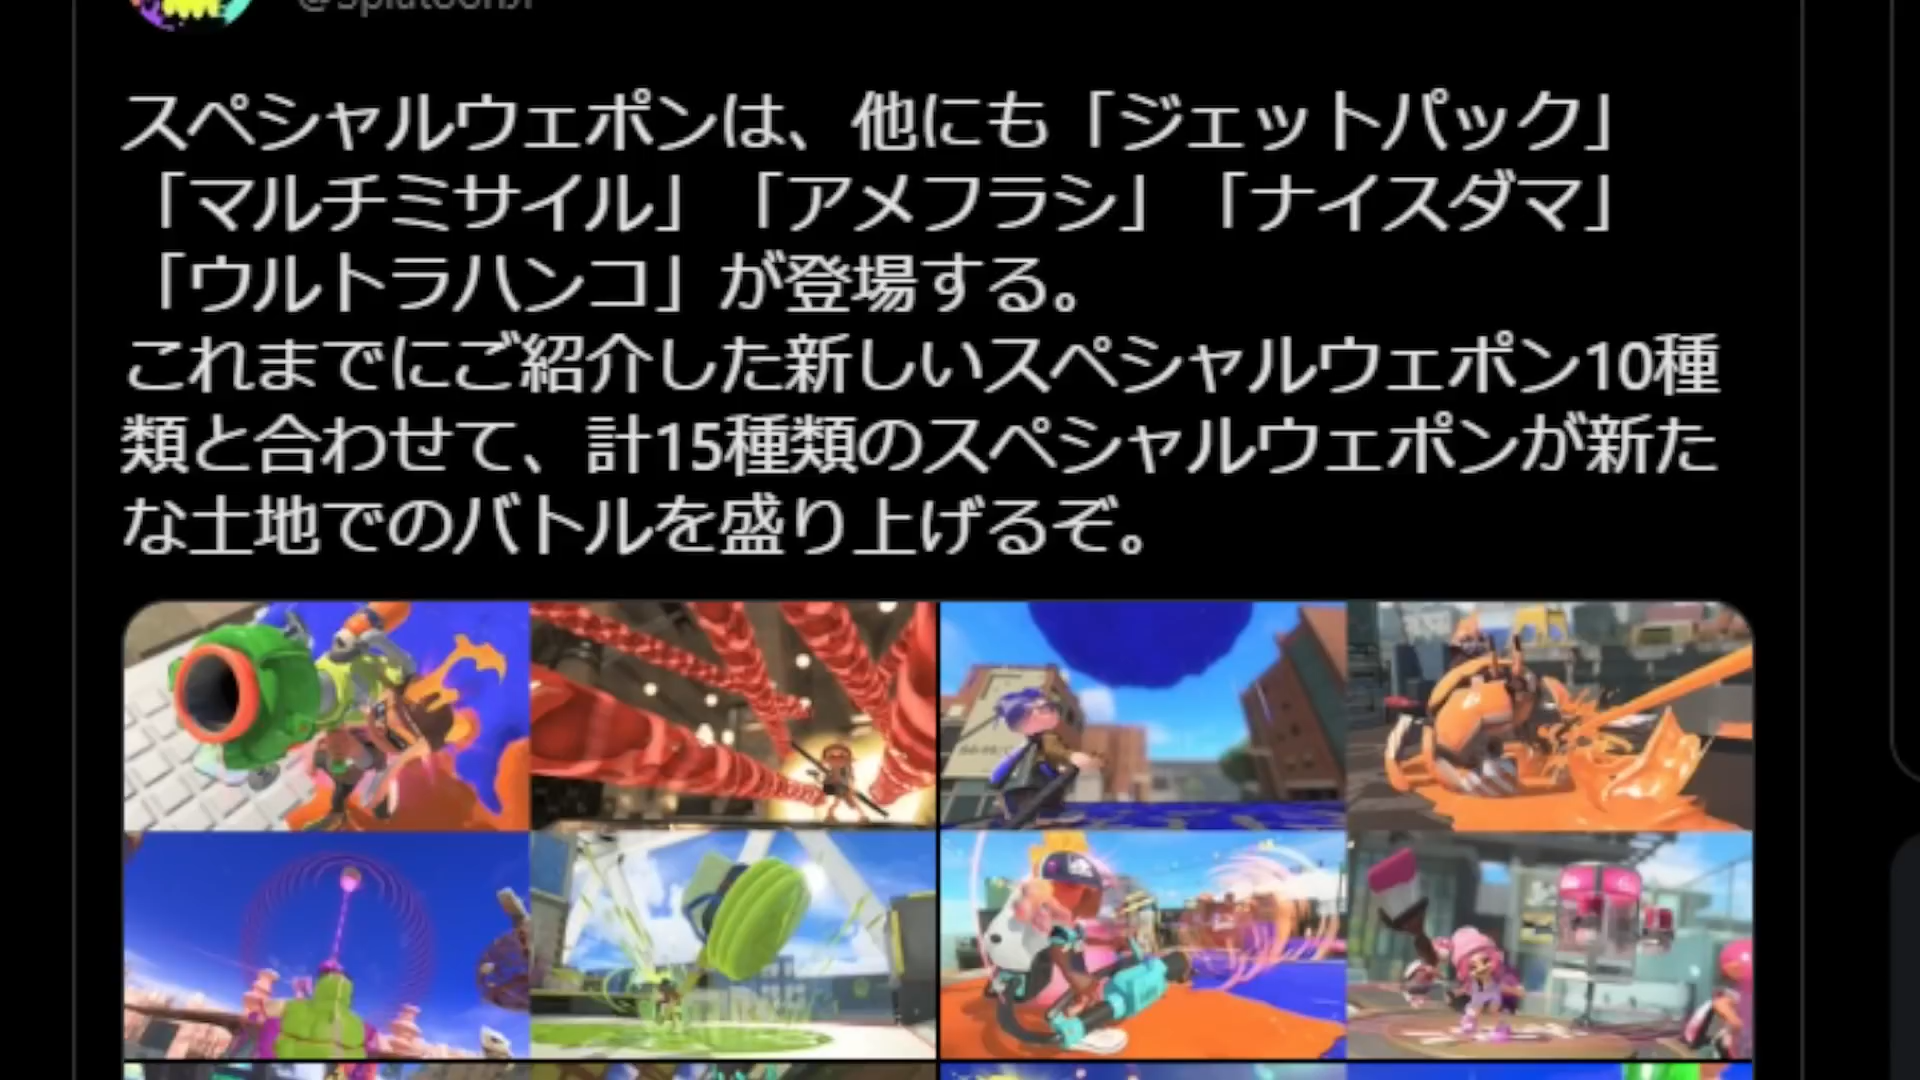 @SplatoonJP
スペシャルウェポンは、他にも「ジェットパック」
「マルチミサイル」「アメフラシ」「ナイスダマ」
「ウルトラハンコ」が登場する。
これまでにご紹介した新しいスペシャルウェポン10種
類と合わせて、計15種類のスペシャルウェポンが新た
な土地でのバトルを盛り上げるぞ。